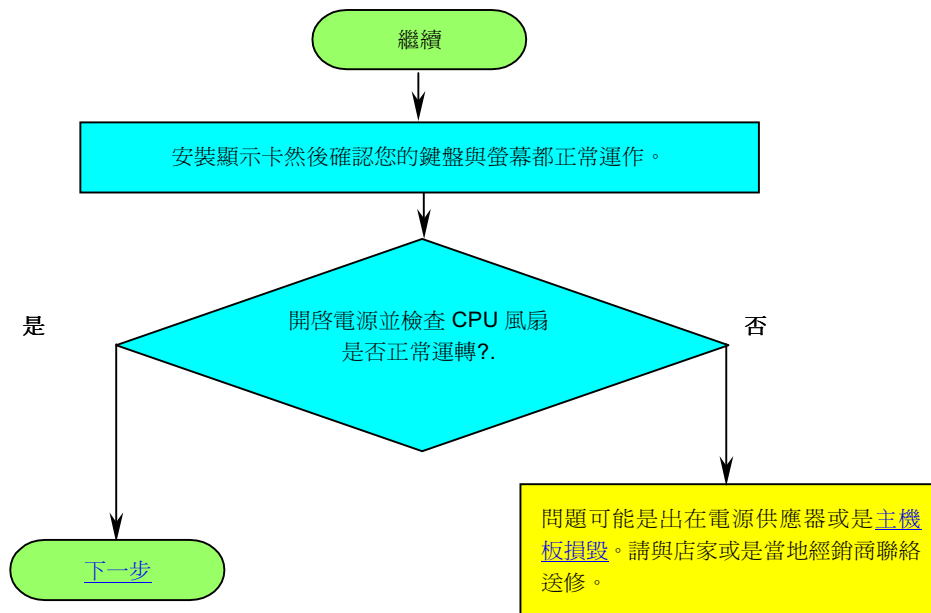 繼續
安裝顯示卡然後確認您的鍵盤與螢幕都正常運作。
開啓電源並檢查 CPU 風扇
是否正常運轉?.
是
否
問題可能是出在電源供應器或是主機
板損毀。請與店家或是當地經銷商聯絡
送修。
下一步